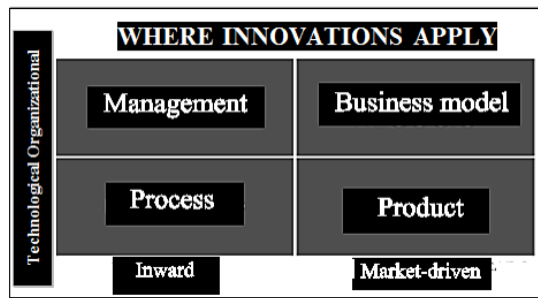 WHERE INNOVATIONS APPLY
Technological Organizational
Management
Business model
Process
Product
Inward
Market-driven